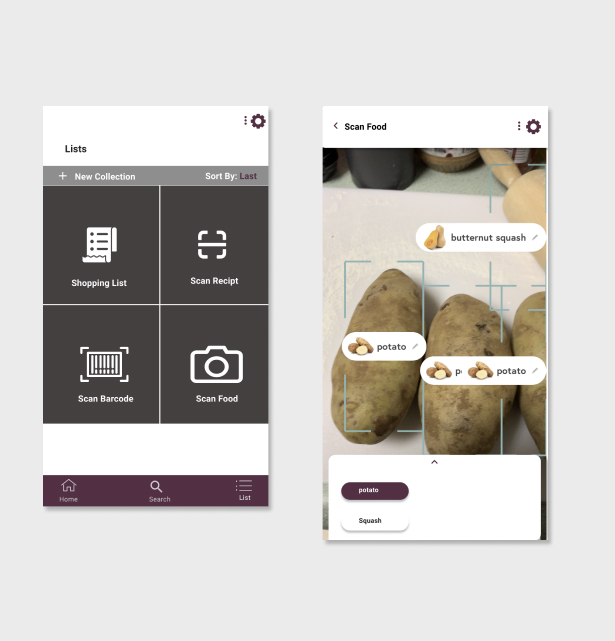 Lists
+ New Collection
Sort By: Last
Shopping List
Scan Recipt
Scan Barcode
Scan Food
Home
Search
List
Scan Food
butternut squash
potato
p
potato
potato
Squash